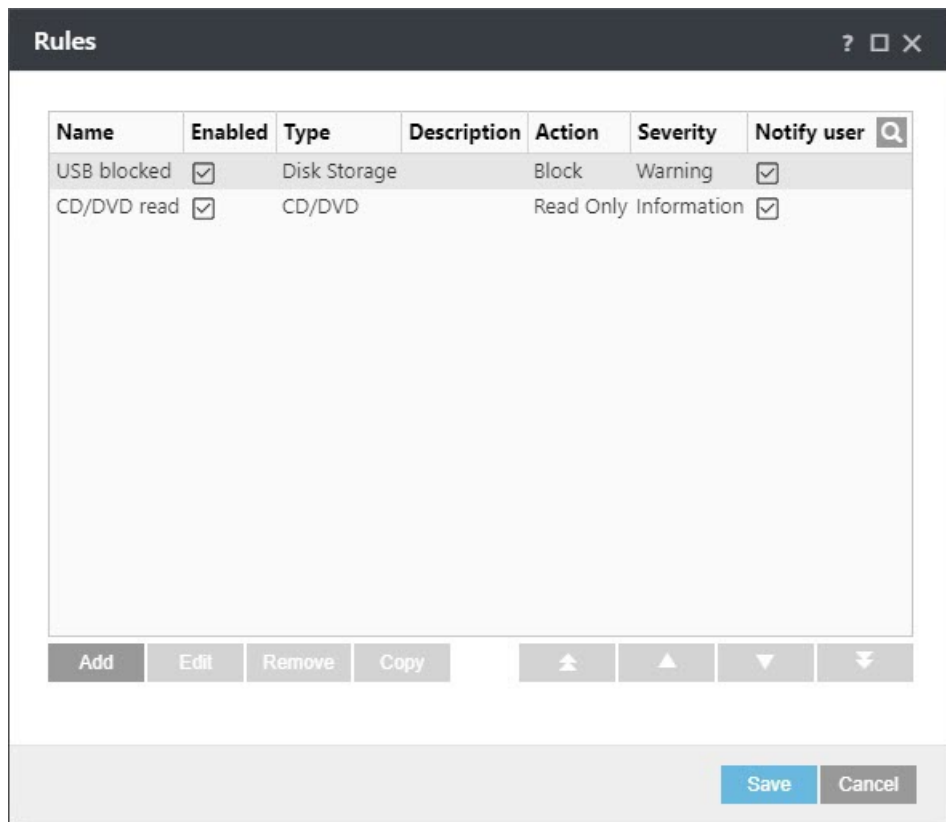 Rules ?
Name Enabled Type Description Action Severity Notify user
USB blocked Disk Storage Block Warning
CD/DVD read CD/DVD Read Only Information
Add Edit Remove Copy
Save Cancel